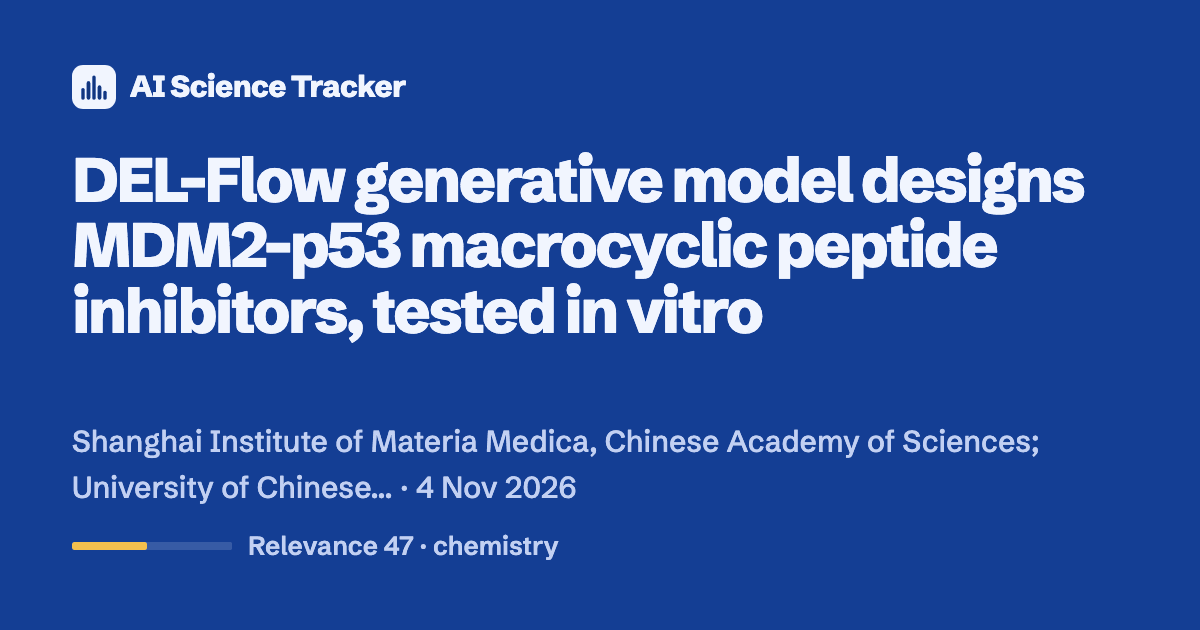 AI Science Tracker
DEL-Flow generative model designs
MDM2-p53 macrocyclic peptide
inhibitors, tested in vitro
Shanghai Institute of Materia Medica, Chinese Academy of Sciences;
University of Chinese... · 4 Nov 2026
Relevance 47 · chemistry